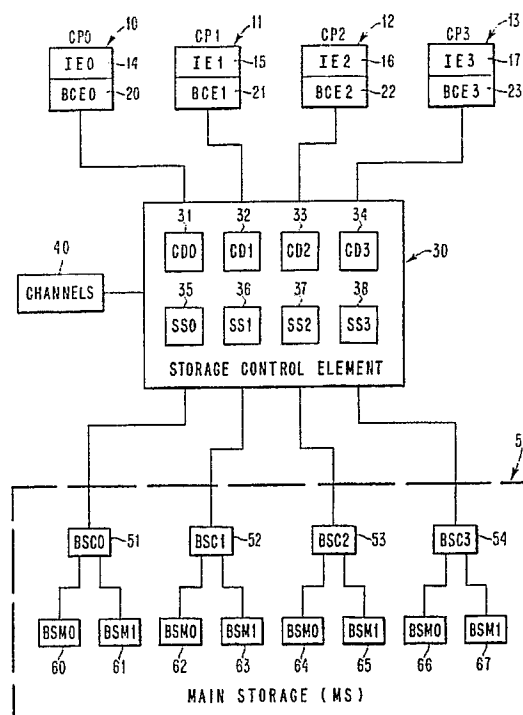 10 11 12 13
CP0 CP1 CP2 CP3
IE0 14 IE1 15 IE2 16 IE3 17
BCE0 20 BCE1 21 BCE2 22 BCE3 23
31 32 33 34
40 CD0 CD1 CD2 CD3 30
CHANNELS 35 36 37 38
SS0 SS1 SS2 SS3
STORAGE CONTROL ELEMENT
5
BSC0 51 BSC1 52 BSC2 53 BSC3 54
BSM0 BSM1 BSM0 BSM1 BSM0 BSM1 BSM0 BSM1
60 61 62 63 64 65 66 67
MAIN STORAGE (MS)